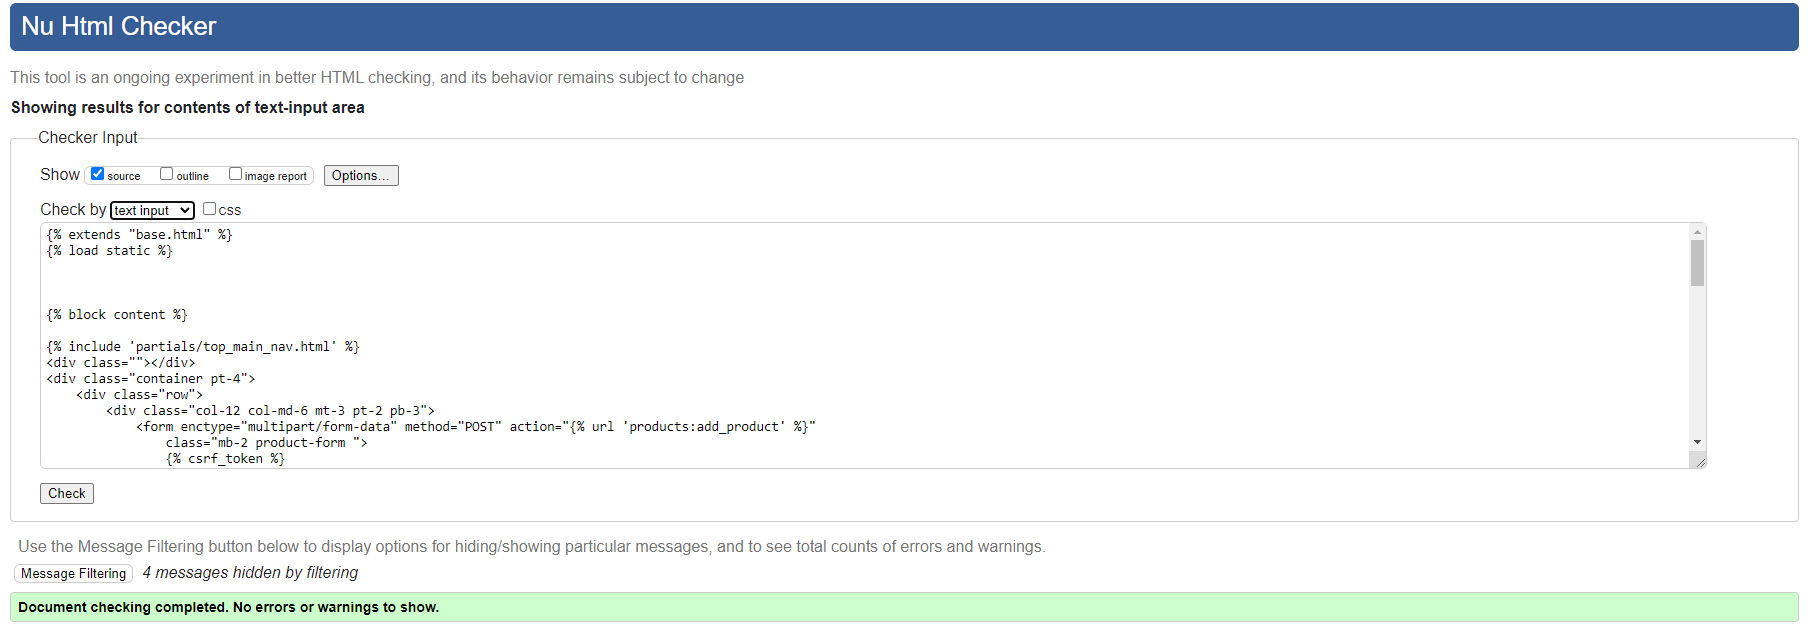 Nu Html Checker
This tool is an ongoing experiment in better HTML checking, and its behavior remains subject to change
Showing results for contents of text-input area
Checker Input
Show source outline image report Options...
Check by text input css
{% extends "base.html" %}
{% load static %}
{% block content %}
{% include 'partials/top_main_nav.html' %}
<div class=""></div>
<div class="container pt-4">
<div class="row">
<div class="col-12 col-md-6 mt-3 pt-2 pb-3">
<form enctype="multipart/form-data" method="POST" action="{% url 'products:add_product' %}"
class="mb-2 product-form ">
{% csrf_token %}
Check
Use the Message Filtering button below to display options for hiding/showing particular messages, and to see total counts of errors and warnings.
Message Filtering 4 messages hidden by filtering
Document checking completed. No errors or warnings to show.